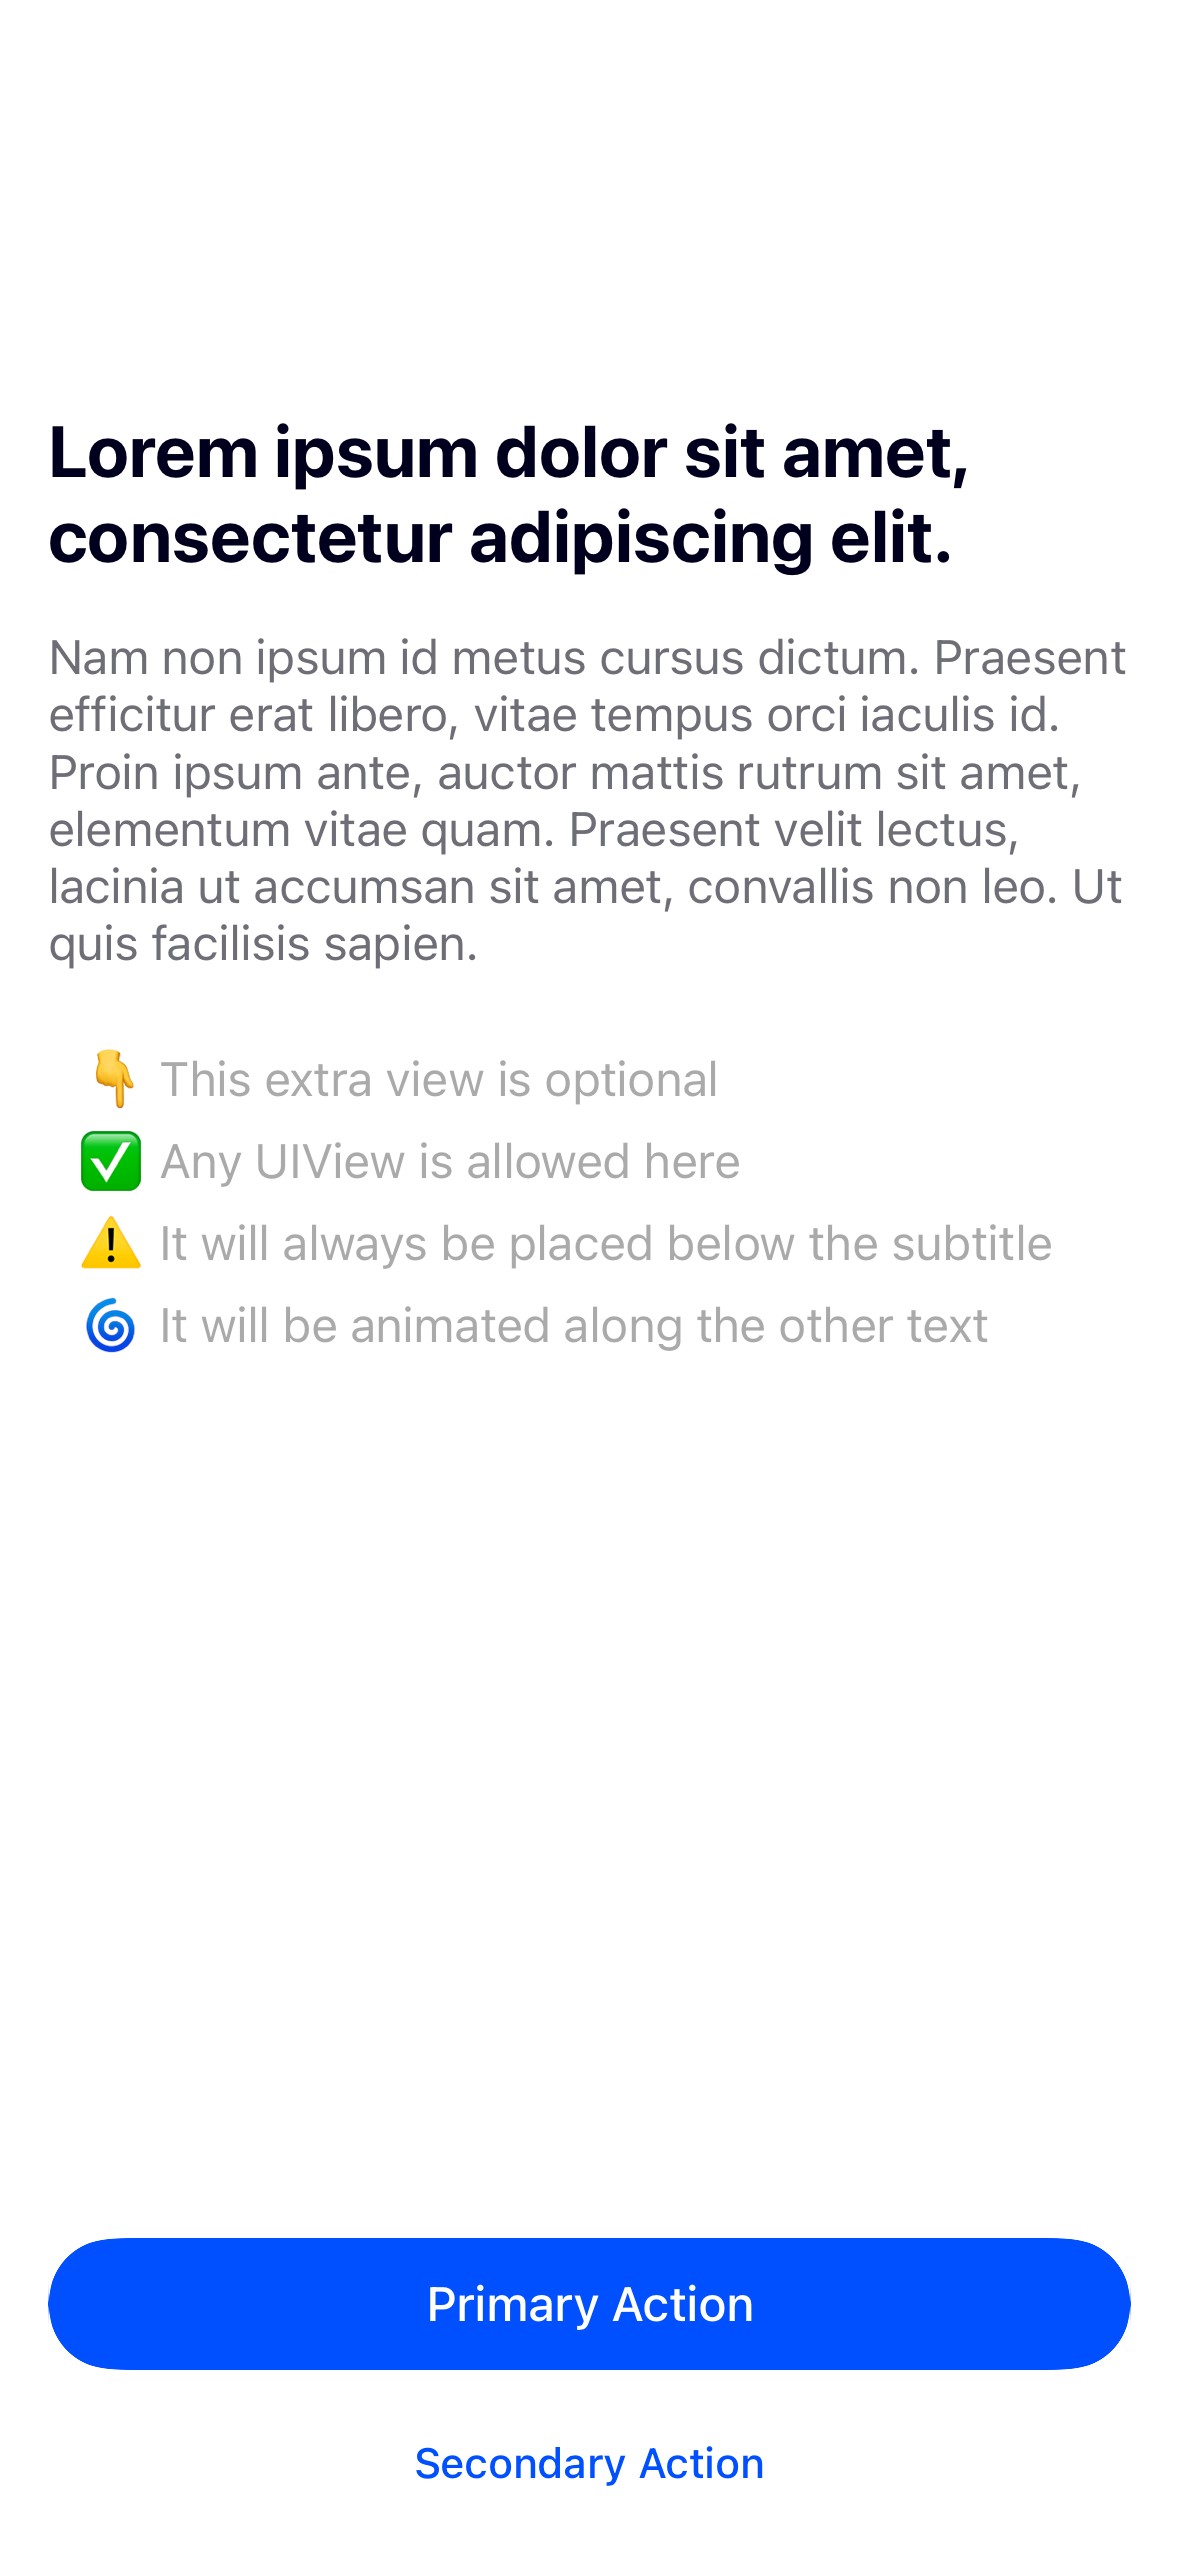 Lorem ipsum dolor sit amet,
consectetur adipiscing elit.
Nam non ipsum id metus cursus dictum. Praesent
efficitur erat libero, vitae tempus orci iaculis id.
Proin ipsum ante, auctor mattis rutrum sit amet,
elementum vitae quam. Praesent velit lectus,
lacinia ut accumsan sit amet, convallis non leo. Ut
quis facilisis sapien.
👇 This extra view is optional
✅ Any UIView is allowed here
⚠️ It will always be placed below the subtitle
🌀 It will be animated along the other text
Primary Action
Secondary Action